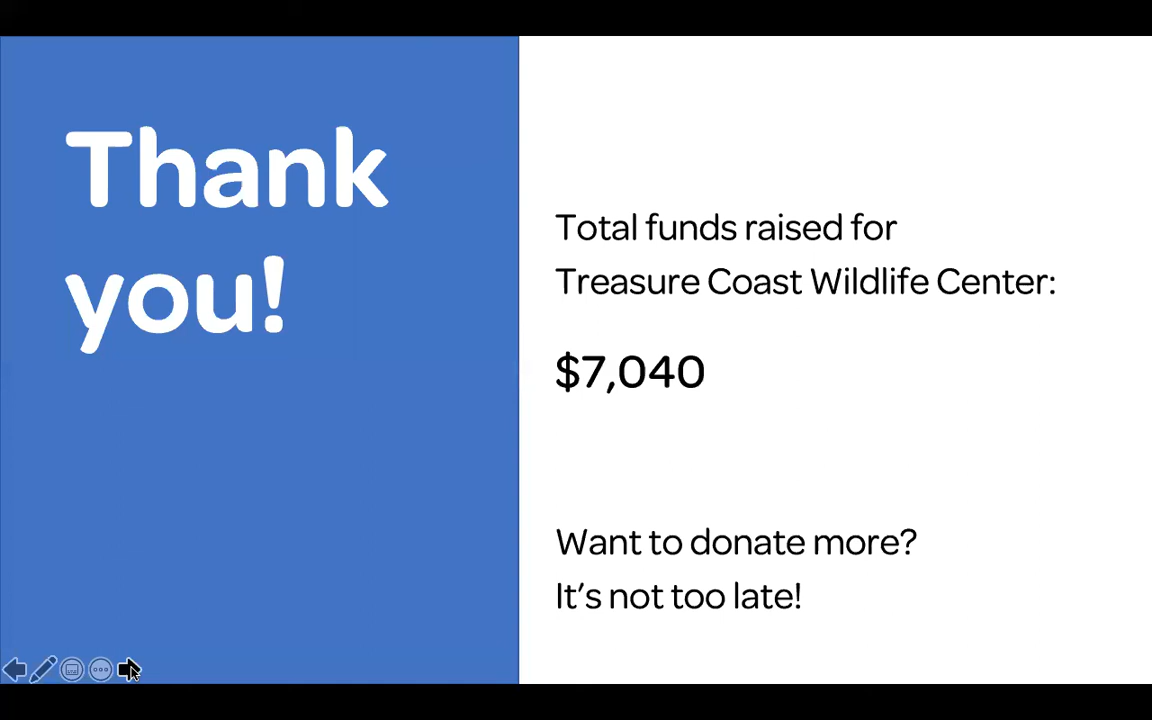 Thank
you!
Total funds raised for
Treasure Coast Wildlife Center:
$7,040
Want to donate more?
It's not too late!